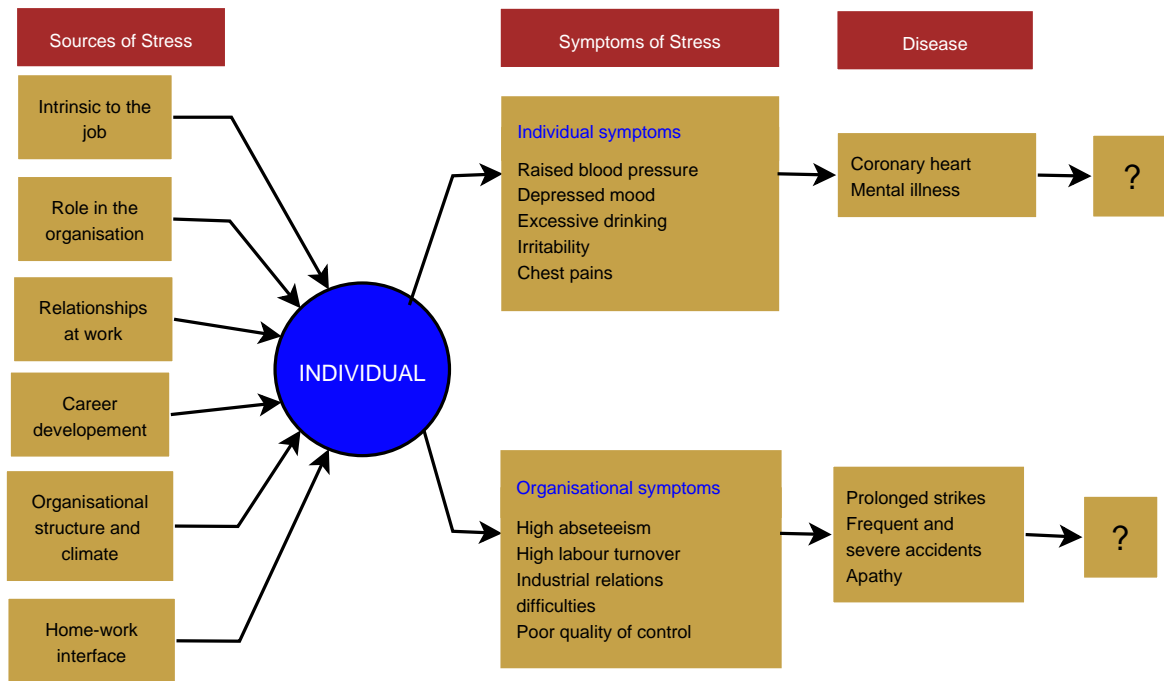 Sources of Stress
Symptoms of Stress
Disease
Intrinsic to the
job
Role in the
organisation
Relationships
at work
Career
developement
Organisational
structure and
climate
Home-work
interface
INDIVIDUAL
Individual symptoms
Raised blood pressure
Depressed mood
Excessive drinking
Irritability
Chest pains
Coronary heart
Mental illness
?
Organisational symptoms
High abseteeism
High labour turnover
Industrial relations
difficulties
Poor quality of control
Prolonged strikes
Frequent and
severe accidents
Apathy
?